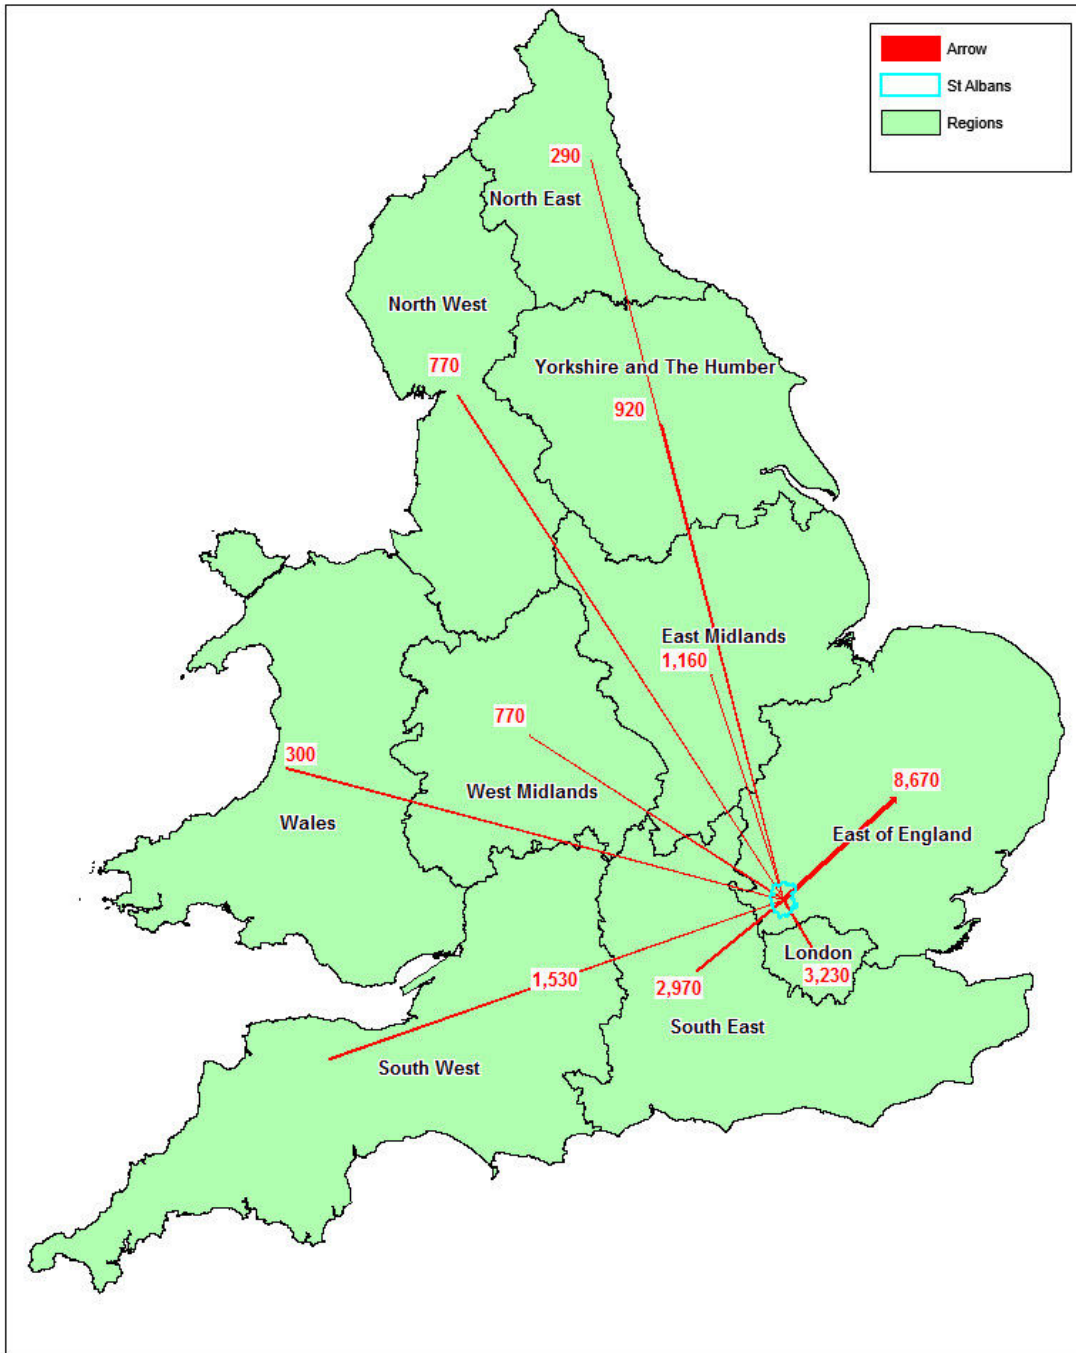 Arrow
St Albans
Regions
290
North East
North West
770
Yorkshire and The Humber
920
East Midlands
1,160
770
300
West Midlands
Wales
8,670
East of England
London
3,230
1,530
2,970
South East
South West